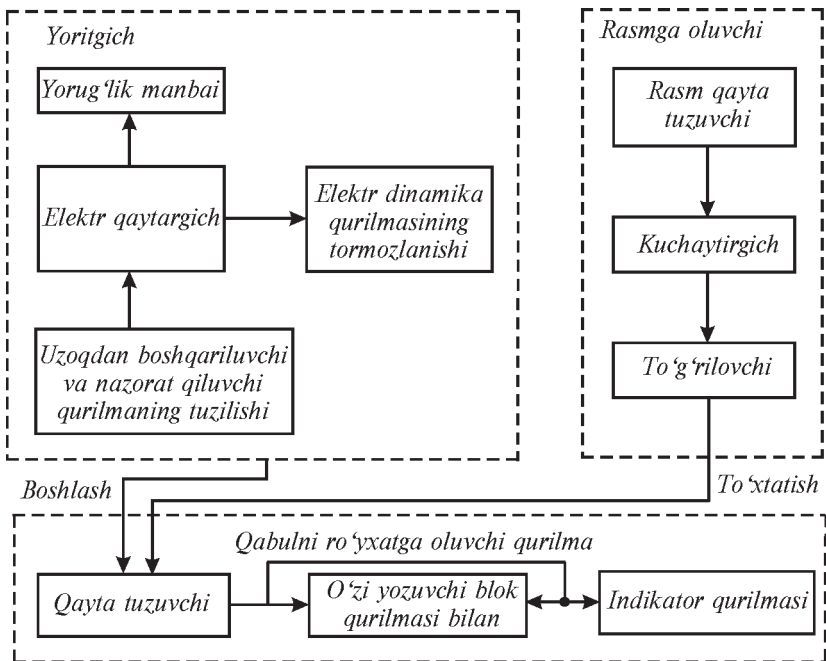 Yoritgich
Yorug‘lik manbai
Elektr qaytargich
Elektr dinamika
qurilmasining
tormozlanishi
Uzoqdan boshqariluvchi
va nazorat qiluvchi
qurilmaning tuzilishi
Rasmga oluvchi
Rasm qayta
tuzuvchi
Kuchaytirgich
To‘g‘rilovchi
Boshlash
To‘xtatish
Qabulni ro‘yxatga oluvchi qurilma
Qayta tuzuvchi
O‘zi yozuvchi blok
qurilmasi bilan
Indikator qurilmasi